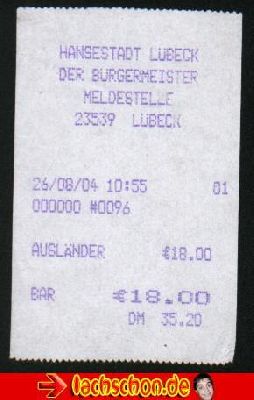 HANSESTADT LÜBECK
DER BÜRGERMEISTER
MELDESTELLE
23539 LÜBECK
26/08/04 10:55 01
000000 #0096
AUSLÄNDER €18.00
BAR €18.00
DM 35.20
lachschon.de